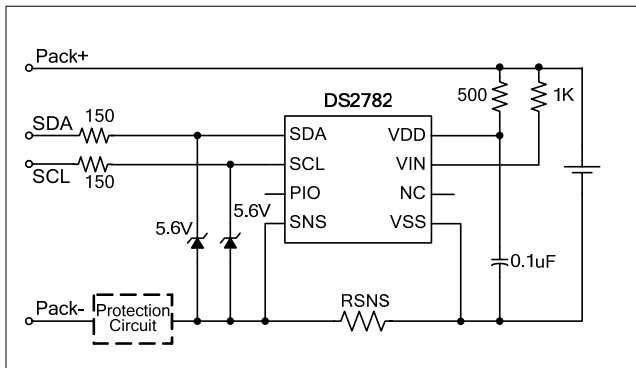 Pack+
DS2782
500
1K
150
SDA
SDA
VDD
SCL
150
SCL
VIN
PIO
NC
5.6V
5.6V
SNS
VSS
0.1uF
Pack-
Protection
Circuit
RSNS